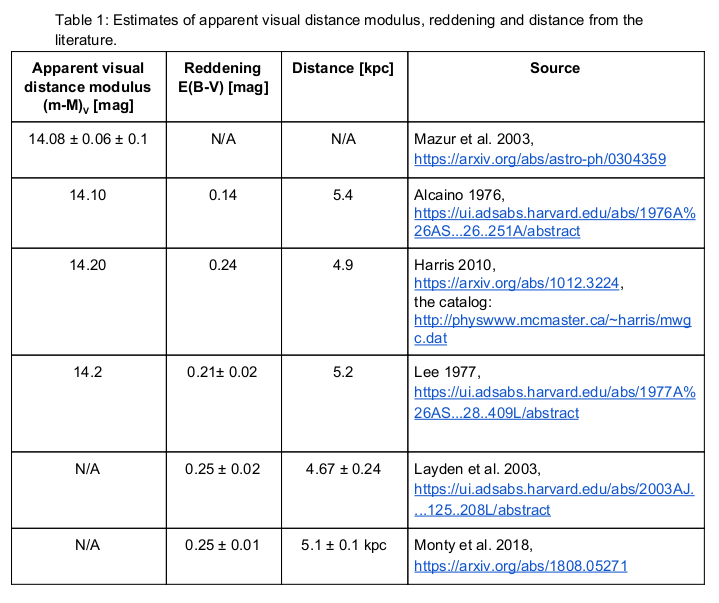 Table 1: Estimates of apparent visual distance modulus, reddening and distance from the
literature.
Apparent visual
distance modulus
(m-M)v [mag]
Reddening
E(B-V) [mag]
Distance [kpc]
Source
14.08 ± 0.06 ± 0.1
N/A
N/A
Mazur et al. 2003,
https://arxiv.org/abs/astro-ph/0304359
14.10
0.14
5.4
Alcaino 1976,
https://ui.adsabs.harvard.edu/abs/1976A%
26AS...26..251A/abstract
14.20
0.24
4.9
Harris 2010,
https://arxiv.org/abs/1012.3224,
the catalog:
http://physwww.mcmaster.ca/~harris/mwg
c.dat
14.2
0.21± 0.02
5.2
Lee 1977,
https://ui.adsabs.harvard.edu/abs/1977A%
26AS...28..409L/abstract
N/A
0.25 ± 0.02
4.67 ± 0.24
Layden et al. 2003,
https://ui.adsabs.harvard.edu/abs/2003AJ.
...125..208L/abstract
N/A
0.25 ± 0.01
5.1 ± 0.1 kpc
Monty et al. 2018,
https://arxiv.org/abs/1808.05271